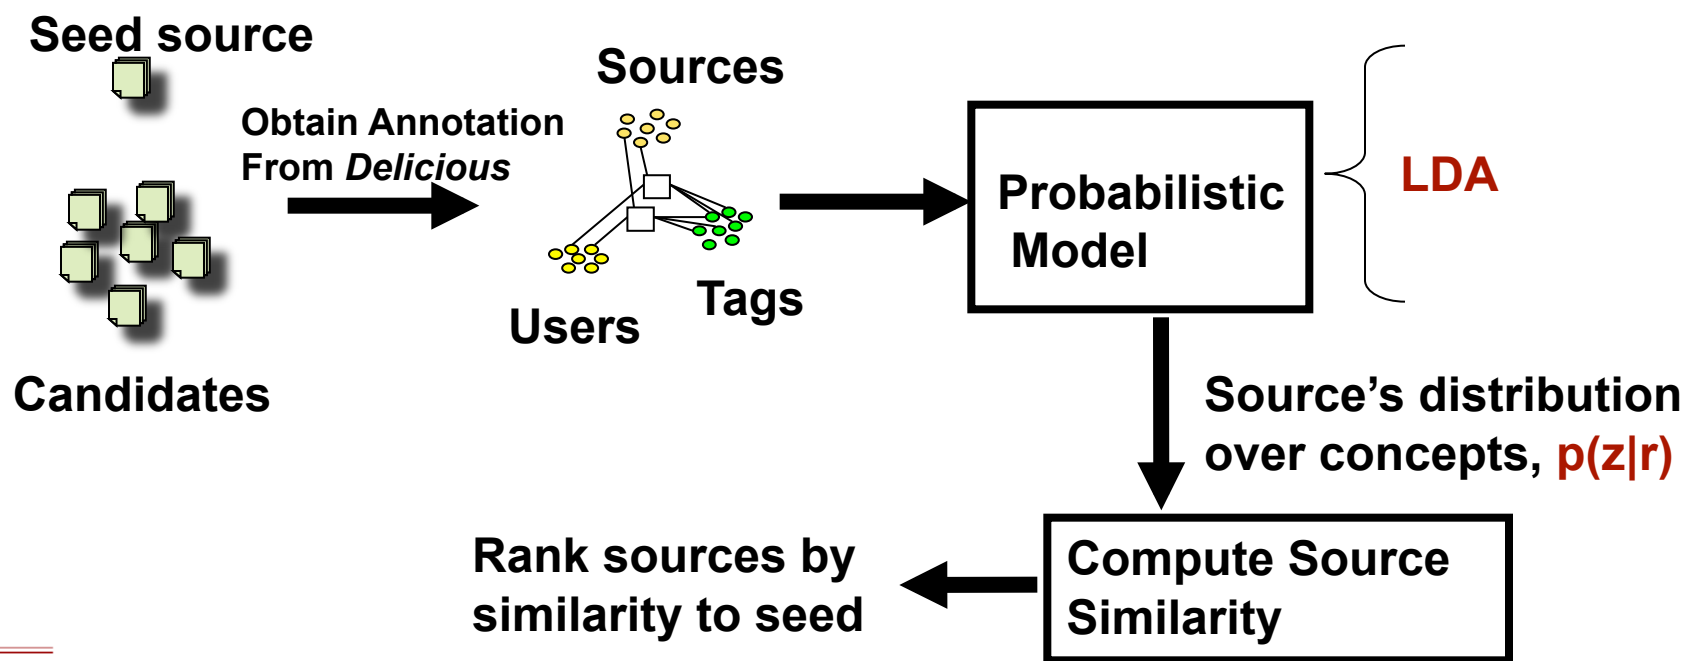 Seed source
Obtain Annotation
From Delicious
Candidates
Sources
Users
Tags
Probabilistic
Model
LDA
Source’s distribution
over concepts, p(z|r)
Compute Source
Similarity
Rank sources by
similarity to seed